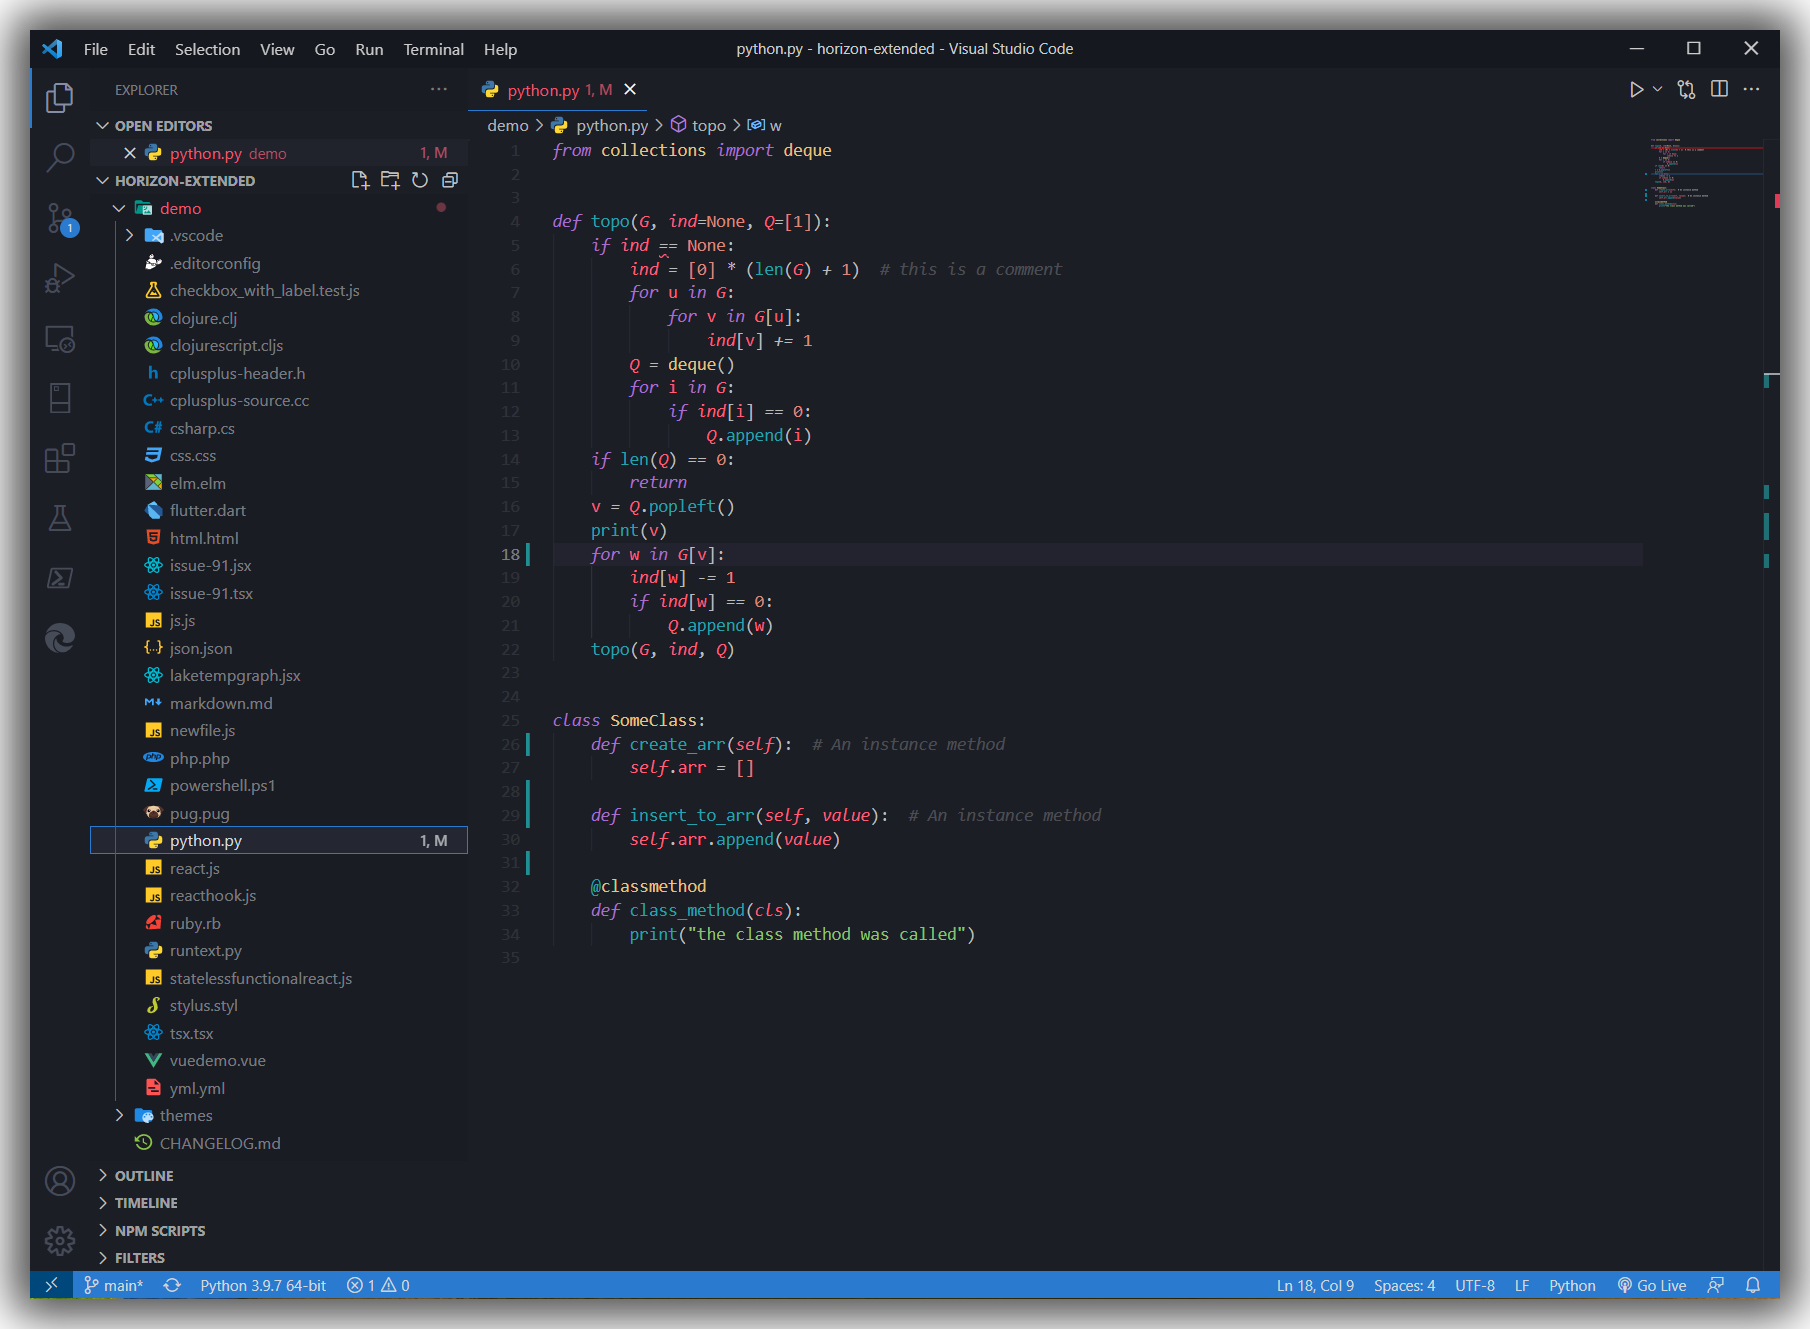 File Edit Selection View Go Run Terminal Help python.py - horizon-extended - Visual Studio Code
EXPLORER
python.py 1, M
OPEN EDITORS
python.py demo 1, M
HORIZON-EXTENDED
demo
.vscode
.editorconfig
checkbox_with_label.test.js
clojure.clj
clojurescript.cljs
h cplusplus-header.h
C++ cplusplus-source.cc
C# csharp.cs
css.css
elm.elm
flutter.dart
html.html
issue-91.jsx
issue-91.tsx
JS js.js
{..} json.json
laketempgraph.jsx
M+ markdown.md
JS newfile.js
php php.php
powershell.ps1
pug.pug
python.py 1, M
JS react.js
JS reacthook.js
ruby.rb
runtext.py
JS statelessfunctionalreact.js
stylus.styl
tsx.tsx
vuedemo.vue
yml.yml
themes
CHANGELOG.md
OUTLINE
TIMELINE
NPM SCRIPTS
FILTERS
1
demo > python.py > topo > w
1 from collections import deque
2
3
4 def topo(G, ind=None, Q=[1]):
5     if ind == None:
6         ind = [0] * (len(G) + 1)  # this is a comment
7         for u in G:
8             for v in G[u]:
9                 ind[v] += 1
10         Q = deque()
11         for i in G:
12             if ind[i] == 0:
13                 Q.append(i)
14     if len(Q) == 0:
15         return
16     v = Q.popleft()
17     print(v)
18     for w in G[v]:
19         ind[w] -= 1
20         if ind[w] == 0:
21             Q.append(w)
22     topo(G, ind, Q)
23
24
25 class SomeClass:
26     def create_arr(self):  # An instance method
27         self.arr = []
28
29     def insert_to_arr(self, value):  # An instance method
30         self.arr.append(value)
31
32     @classmethod
33     def class_method(cls):
34         print("the class method was called")
35
main* Python 3.9.7 64-bit 1 0 Ln 18, Col 9 Spaces: 4 UTF-8 LF Python Go Live